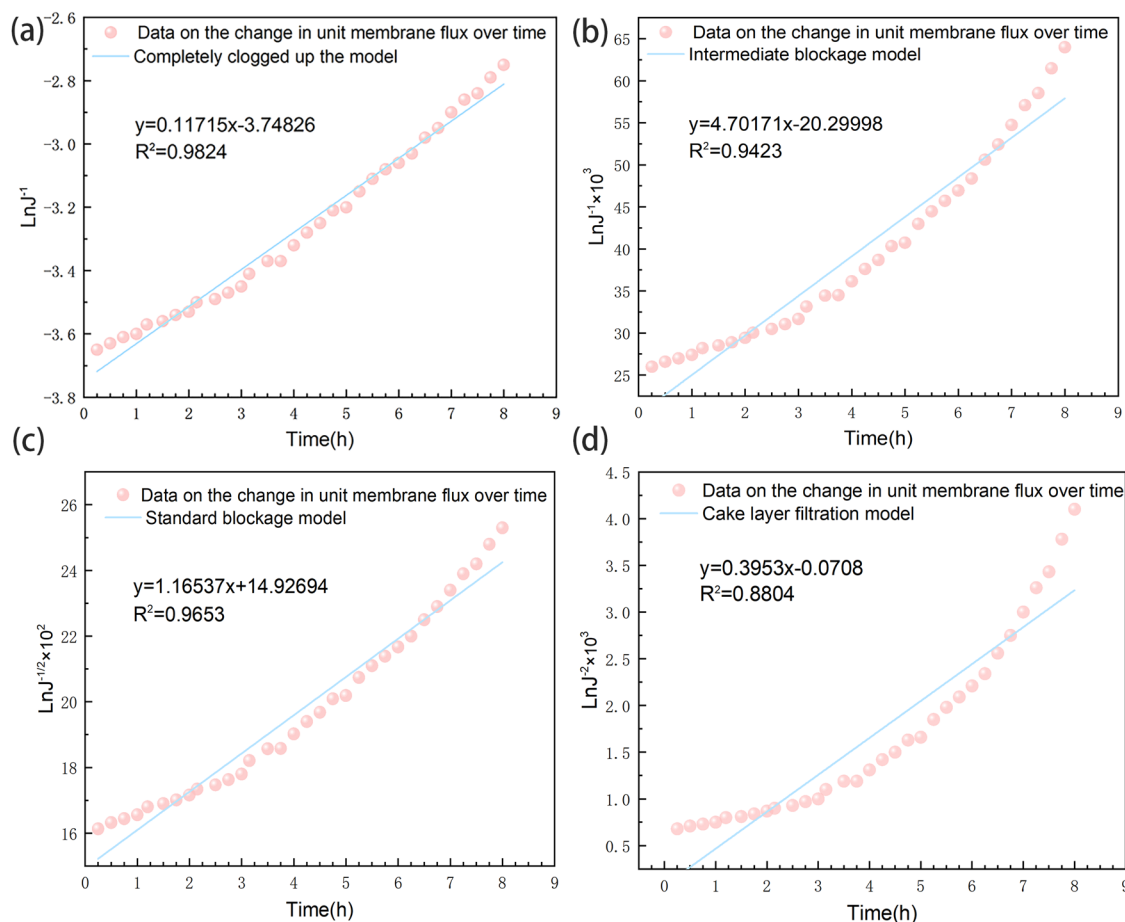 (a)
Data on the change in unit membrane flux over time
Completely clogged up the model
y=0.11715x-3.74826
R²=0.9824
LnJ⁻¹
-2.6
-2.8
-3.0
-3.2
-3.4
-3.6
-3.8
0 1 2 3 4 5 6 7 8 9
Time(h)
(b)
Data on the change in unit membrane flux over time
Intermediate blockage model
y=4.70171x-20.29998
R²=0.9423
LnJ⁻¹×10³
65
60
55
50
45
40
35
30
25
0 1 2 3 4 5 6 7 8 9
Time(h)
(c)
Data on the change in unit membrane flux over time
Standard blockage model
y=1.16537x+14.92694
R²=0.9653
LnJ⁻¹/²×10²
26
24
22
20
18
16
0 1 2 3 4 5 6 7 8 9
Time(h)
(d)
Data on the change in unit membrane flux over time
Cake layer filtration model
y=0.3953x-0.0708
R²=0.8804
LnJ⁻²×10³
4.5
4.0
3.5
3.0
2.5
2.0
1.5
1.0
0.5
0 1 2 3 4 5 6 7 8 9
Time(h)